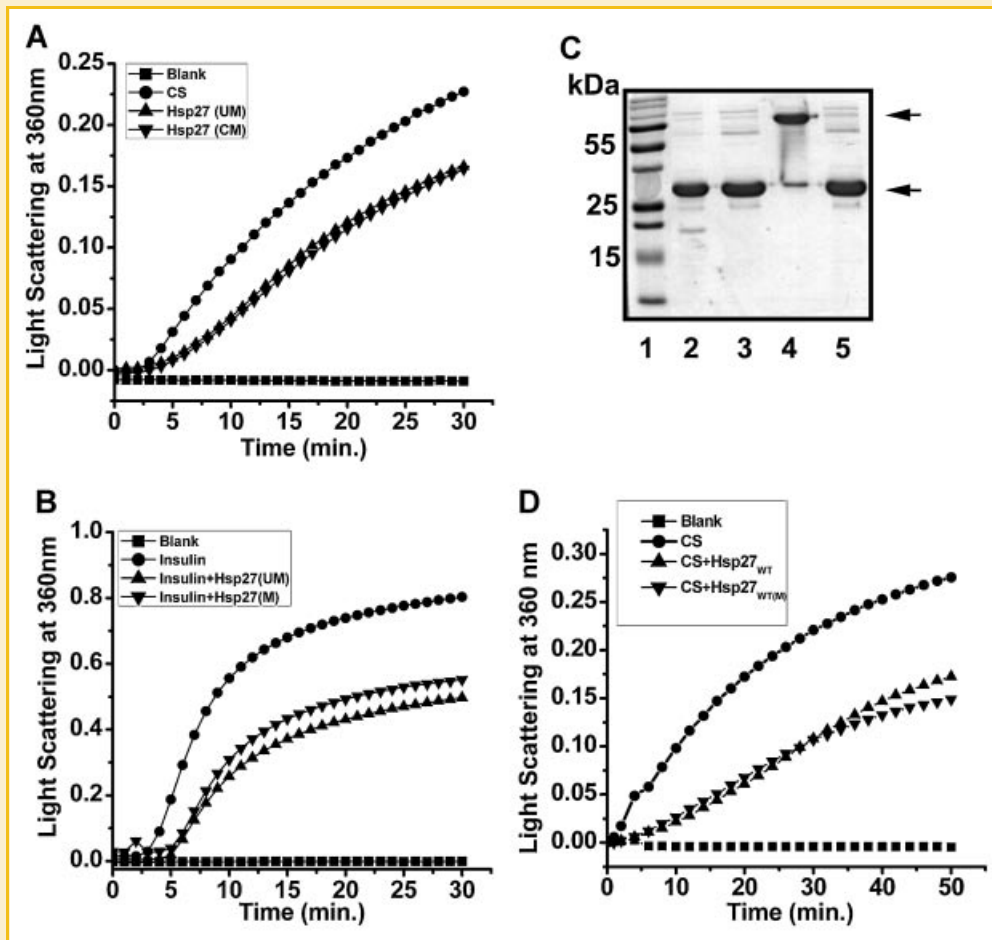 A
Light Scattering at 360nm
0.25
0.20
0.15
0.10
0.05
0.00
Blank
CS
Hsp27 (UM)
Hsp27 (CM)
0 5 10 15 20 25 30
Time (min.)
C
kDa
55
25
15
1 2 3 4 5
B
Light Scattering at 360nm
1.0
0.8
0.6
0.4
0.2
0.0
Blank
Insulin
Insulin+Hsp27(UM)
Insulin+Hsp27(M)
0 5 10 15 20 25 30
Time (min.)
D
Light Scattering at 360 nm
0.30
0.25
0.20
0.15
0.10
0.05
0.00
Blank
CS
CS+Hsp27WT
CS+Hsp27WT(M)
0 10 20 30 40 50
Time (min.)